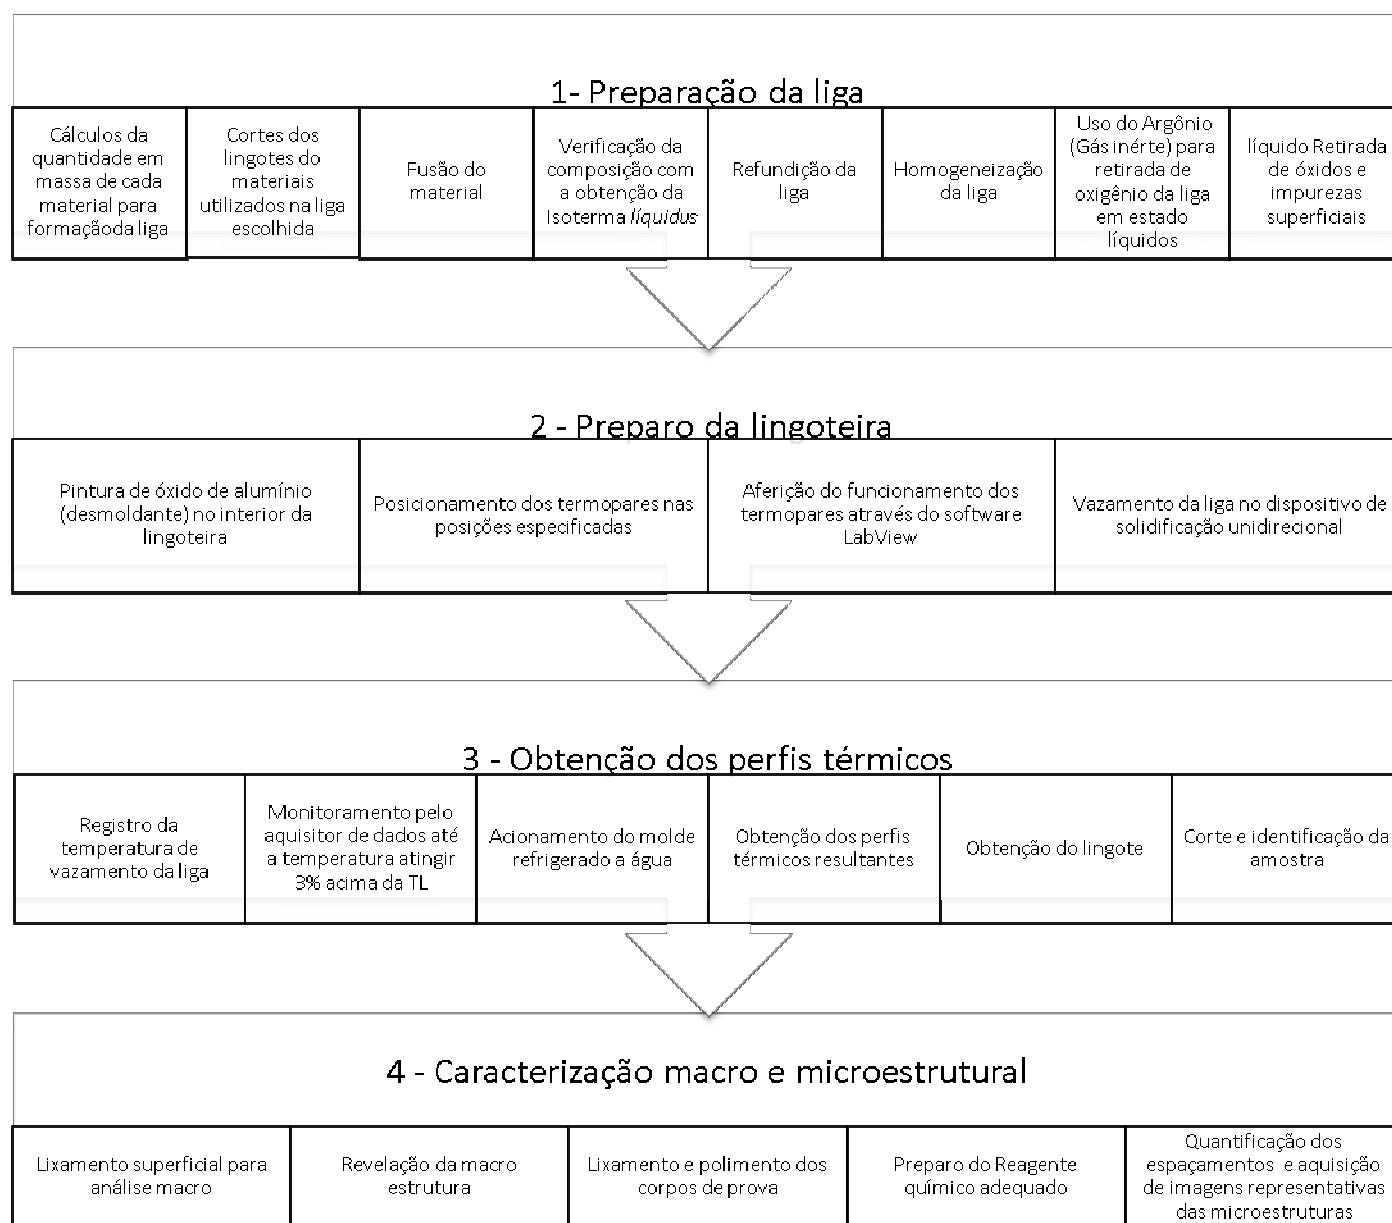 1- Preparação da liga
Cálculos da
quantidade em
massa de cada
material para
formaçãoda liga
Cortes dos
lingotes do
materiais
utilizados na liga
escolhida
Fusão do
material
Verificação da
composição com
a obtenção da
Isoterma líquidus
Refundição da
liga
Homogeneização
da liga
Uso do Argônio
(Gás inérte) para
retirada de
oxigênio da liga
em estado
líquidos
líquido Retirada
de óxidos e
impurezas
superficiais
2 - Preparo da lingoteira
Pintura de óxido de alumínio
(desmoldante) no interior da
lingoteira
Posicionamento dos termopares nas
posições especificadas
Aferição do funcionamento dos
termopares através do software
LabView
Vazamento da liga no dispositivo de
solidificação unidirecional
3 - Obtenção dos perfis térmicos
Registro da
temperatura de
vazamento da liga
Monitoramento pelo
aquisitor de dados até
a temperatura atingir
3% acima da TL
Acionamento do molde
refrigerado a água
Obtenção dos perfis
térmicos resultantes
Obtenção do lingote
Corte e identificação da
amostra
4 - Caracterização macro e microestrutural
Lixamento superficial para
análise macro
Revelação da macro
estrutura
Lixamento e polimento dos
corpos de prova
Preparo do Reagente
químico adequado
Quantificação dos
espaçamentos e aquisição
de imagens representativas
das microestruturas